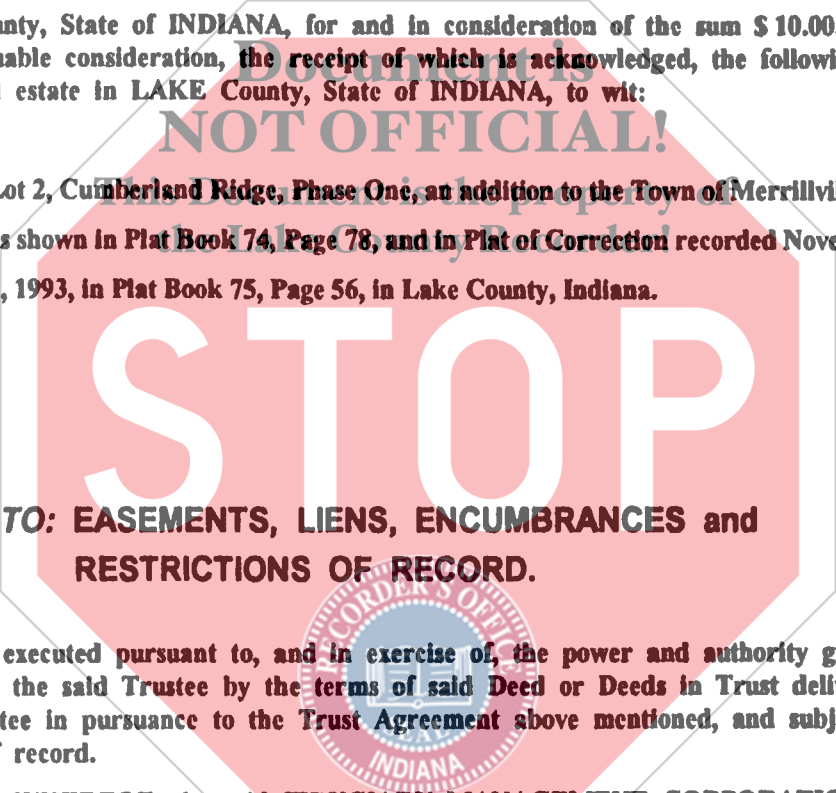 nty, State of INDIANA, for and in consideration of the sum $ 10.00
able consideration, the receipt of which is acknowledged, the followi
estate in LAKE County, State of INDIANA, to wit:
Document is
NOT OFFICIAL!
This Document is the property of
the Lake County Recorder!
ot 2, Cumberland Ridge, Phase One, an addition to the Town of Merrillvi
s shown in Plat Book 74, Page 78, and in Plat of Correction recorded Nove
, 1993, in Plat Book 75, Page 56, in Lake County, Indiana.
STOP
TO: EASEMENTS, LIENS, ENCUMBRANCES and
RESTRICTIONS OF RECORD.
RECORDER'S OFFICE
SEAL
INDIANA
executed pursuant to, and in exercise of, the power and authority g
the said Trustee by the terms of said Deed or Deeds in Trust deli
tee in pursuance to the Trust Agreement above mentioned, and subj
record.